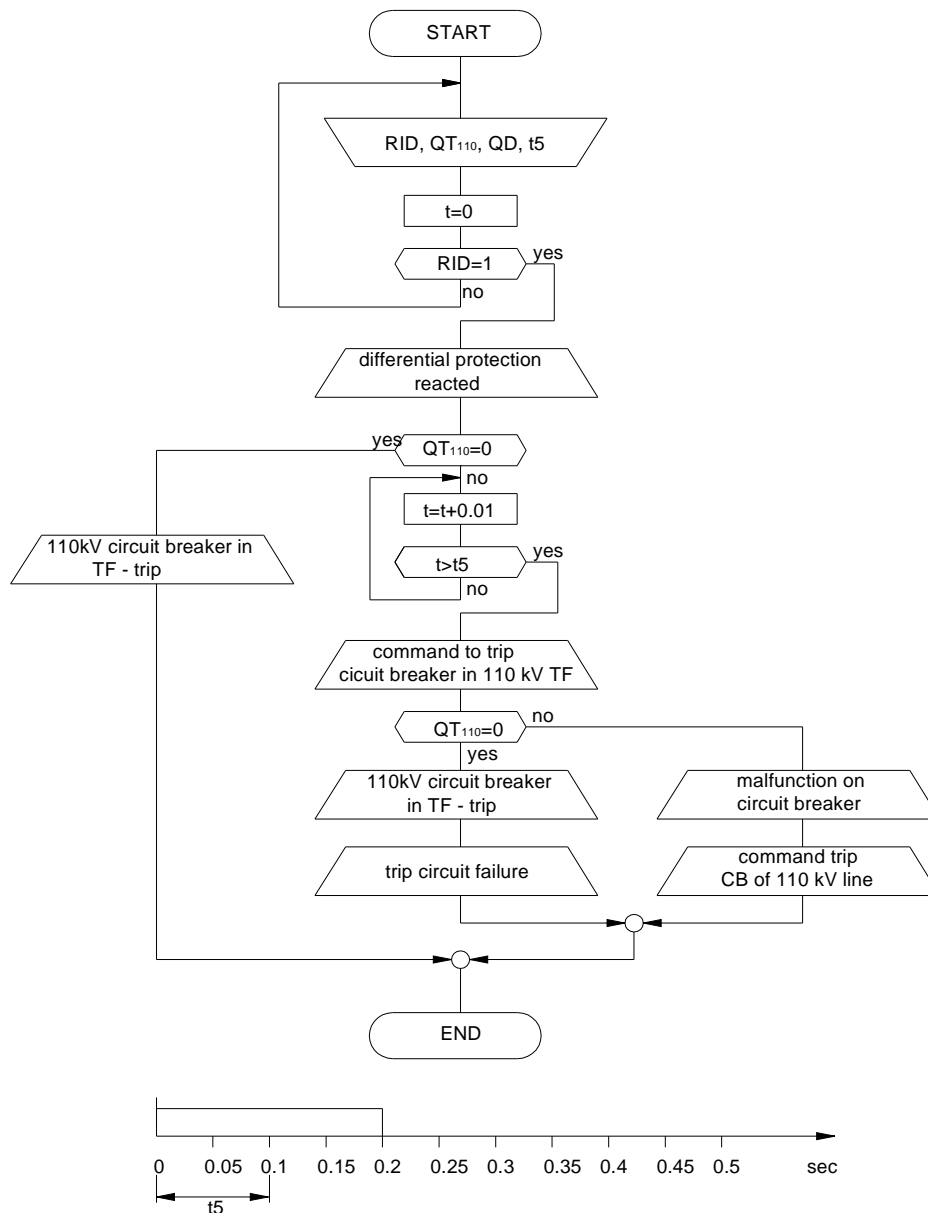 START
RID, QT₁₁₀, QD, t5
t=0
RID=1
yes
no
differential protection
reacted
yes
QT₁₁₀=0
no
t=t+0.01
110kV circuit breaker in
TF - trip
t>t5
yes
no
command to trip
cicuit breaker in 110 kV TF
QT₁₁₀=0
no
yes
110kV circuit breaker
in TF - trip
malfunction on
circuit breaker
trip circuit failure
command trip
CB of 110 kV line
END
0 0.05 0.1 0.15 0.2 0.25 0.3 0.35 0.4 0.45 0.5 sec
t5